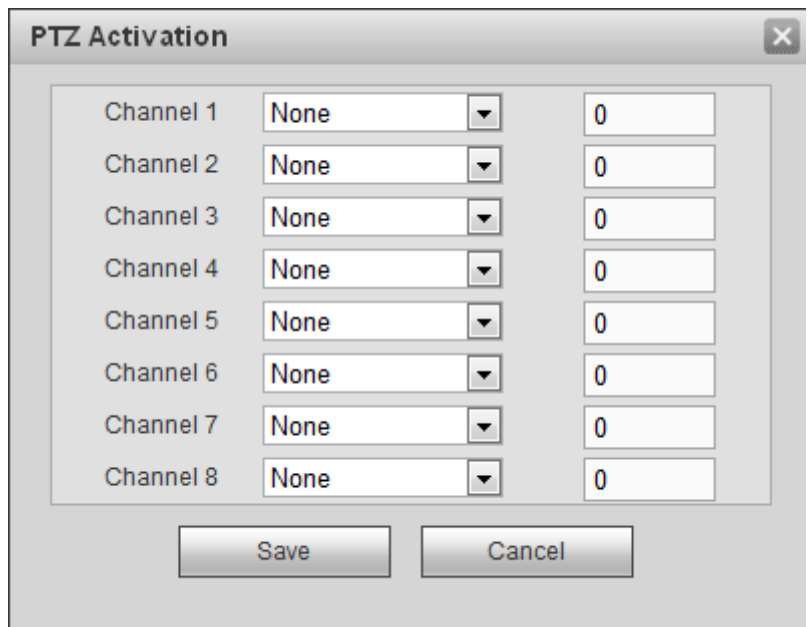 PTZ Activation
Channel 1 None 0
Channel 2 None 0
Channel 3 None 0
Channel 4 None 0
Channel 5 None 0
Channel 6 None 0
Channel 7 None 0
Channel 8 None 0
Save Cancel